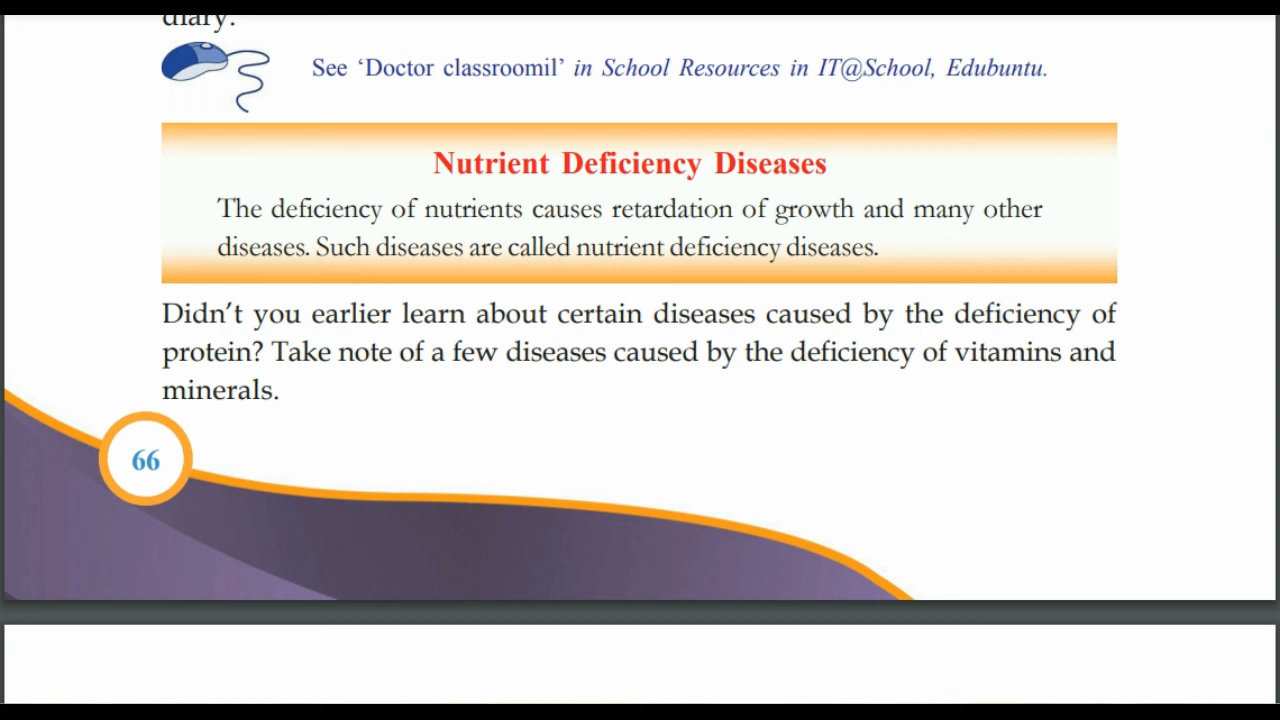 diary.
See ‘Doctor classroomil’ in School Resources in IT@School, Edubuntu.
Nutrient Deficiency Diseases
The deficiency of nutrients causes retardation of growth and many other
diseases. Such diseases are called nutrient deficiency diseases.
Didn’t you earlier learn about certain diseases caused by the deficiency of
protein? Take note of a few diseases caused by the deficiency of vitamins and
minerals.
66